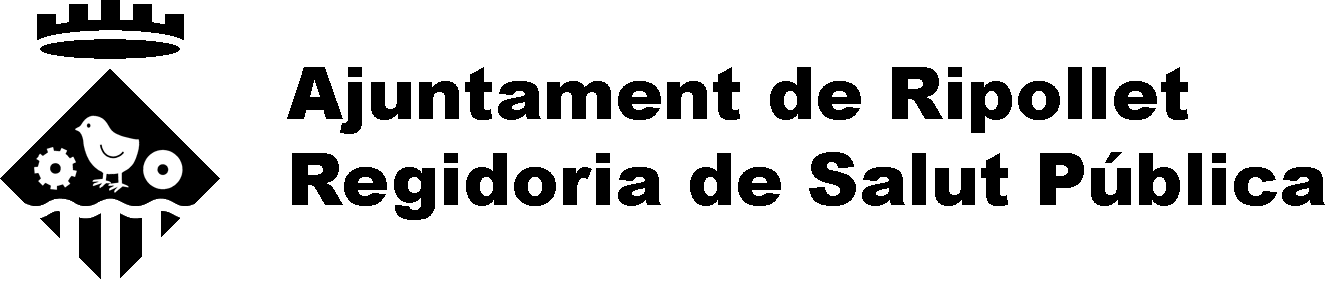 Ajuntament de Ripollet
Regidoria de Salut Pública